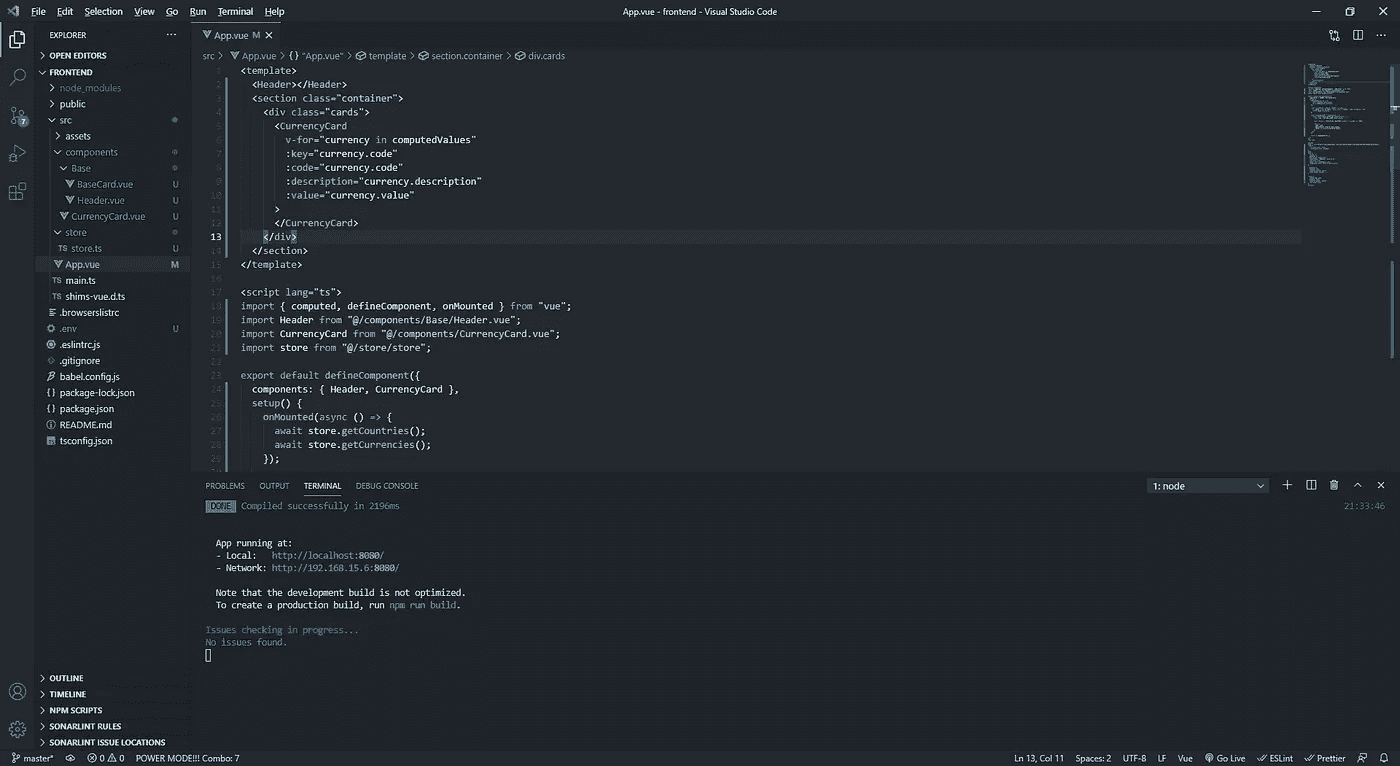 File Edit Selection View Go Run Terminal Help
App.vue - frontend - Visual Studio Code
EXPLORER
OPEN EDITORS
FRONTEND
node_modules
public
src
assets
components
Base
BaseCard.vue U
Header.vue U
CurrencyCard.vue U
store
TS store.ts U
App.vue M
TS main.ts
TS shims-vue.d.ts
.browserslistrc
.env U
.eslintrc.js
.gitignore
babel.config.js
{} package-lock.json
{} package.json
README.md
tsconfig.json
OUTLINE
TIMELINE
NPM SCRIPTS
SONARLINT RULES
SONARLINT ISSUE LOCATIONS
7
App.vue M
src > App.vue > {} "App.vue" > template > section.container > div.cards
1 <template>
2 <Header></Header>
3 <section class="container">
4 <div class="cards">
5 <CurrencyCard
6 v-for="currency in computedValues"
7 :key="currency.code"
8 :code="currency.code"
9 :description="currency.description"
10 :value="currency.value"
11 >
12 </CurrencyCard>
13 </div>
14 </section>
15 </template>
16
17 <script lang="ts">
18 import { computed, defineComponent, onMounted } from "vue";
19 import Header from "@/components/Base/Header.vue";
20 import CurrencyCard from "@/components/CurrencyCard.vue";
21 import store from "@/store/store";
22
23 export default defineComponent({
24 components: { Header, CurrencyCard },
25 setup() {
26 onMounted(async () => {
27 await store.getCountries();
28 await store.getCurrencies();
29 });
PROBLEMS OUTPUT TERMINAL DEBUG CONSOLE
1: node
DONE Compiled successfully in 2196ms 21:33:46
App running at:
- Local: http://localhost:8080/
- Network: http://192.168.15.6:8080/
Note that the development build is not optimized.
To create a production build, run npm run build.
Issues checking in progress...
No issues found.
master* 0 0 POWER MODE!!! Combo: 7
Ln 13, Col 11 Spaces: 2 UTF-8 LF Vue Go Live ESLint Prettier